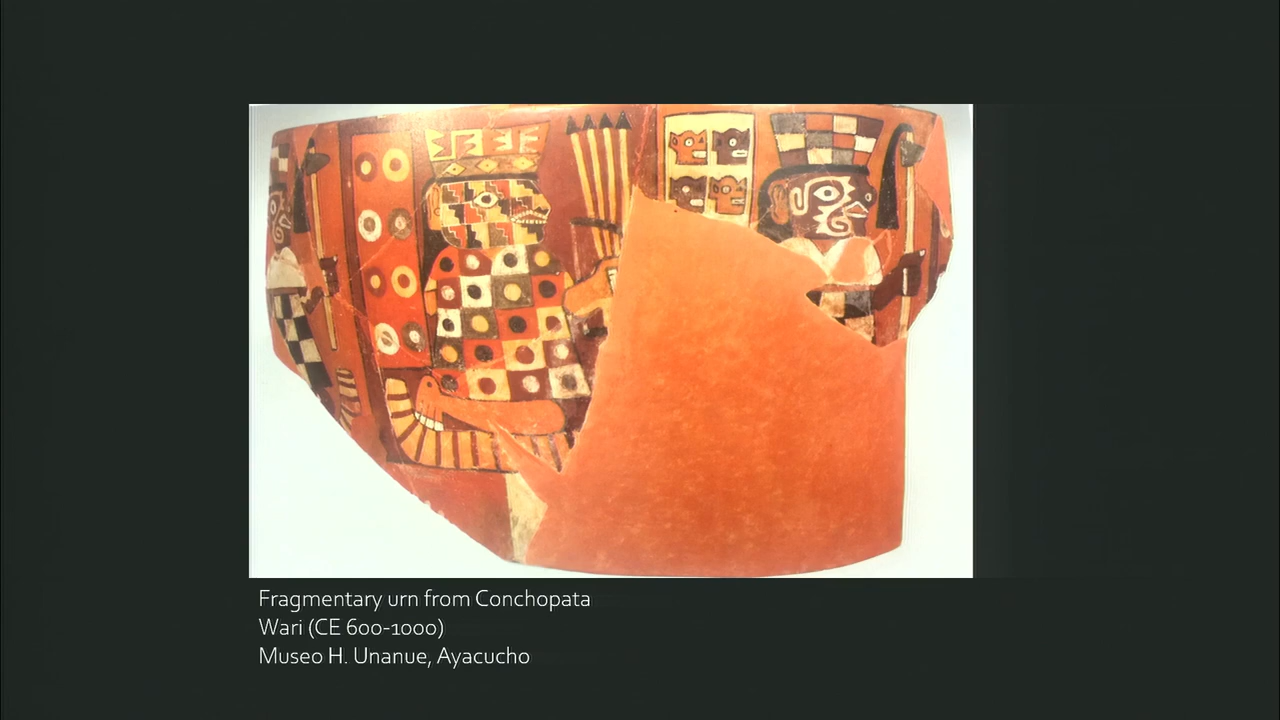 Fragmentary urn from Conchopata
Wari (CE 600-1000)
Museo H. Unanue, Ayacucho